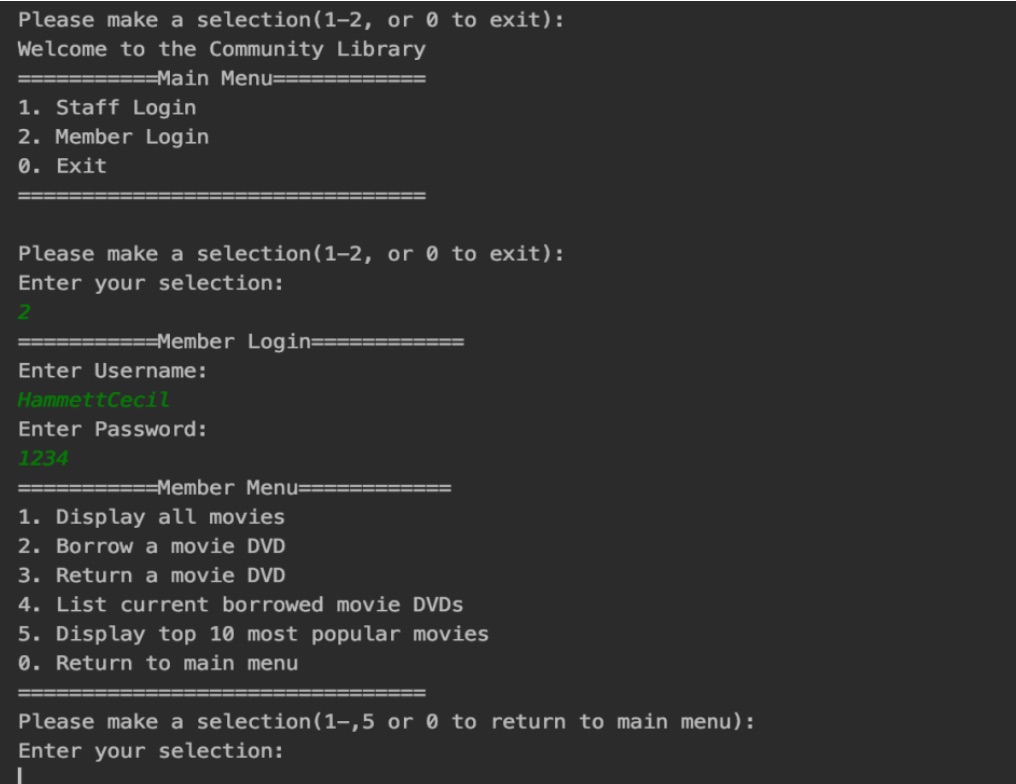 Please make a selection(1-2, or 0 to exit):
Welcome to the Community Library
===========Main Menu============
1. Staff Login
2. Member Login
0. Exit
================================
Please make a selection(1-2, or 0 to exit):
Enter your selection:
2
===========Member Login============
Enter Username:
HammettCecil
Enter Password:
1234
===========Member Menu============
1. Display all movies
2. Borrow a movie DVD
3. Return a movie DVD
4. List current borrowed movie DVDs
5. Display top 10 most popular movies
0. Return to main menu
================================
Please make a selection(1-,5 or 0 to return to main menu):
Enter your selection: